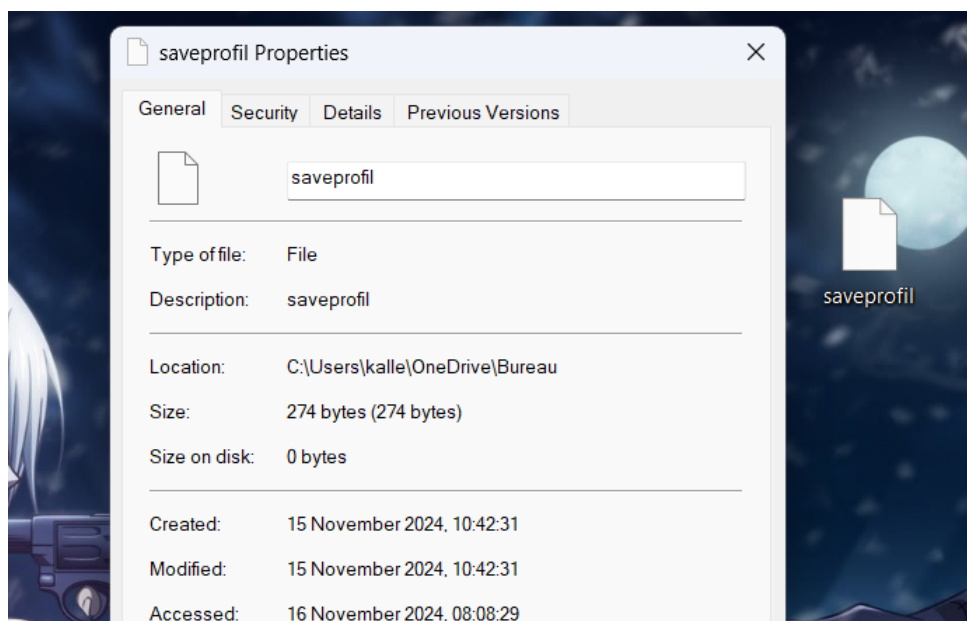 saveprofil Properties
General Security Details Previous Versions
saveprofil
Type of file: File
Description: saveprofil
saveprofil
Location: C:\Users\kalle\OneDrive\Bureau
Size: 274 bytes (274 bytes)
Size on disk: 0 bytes
Created: 15 November 2024, 10:42:31
Modified: 15 November 2024, 10:42:31
Accessed: 16 November 2024, 08:08:29